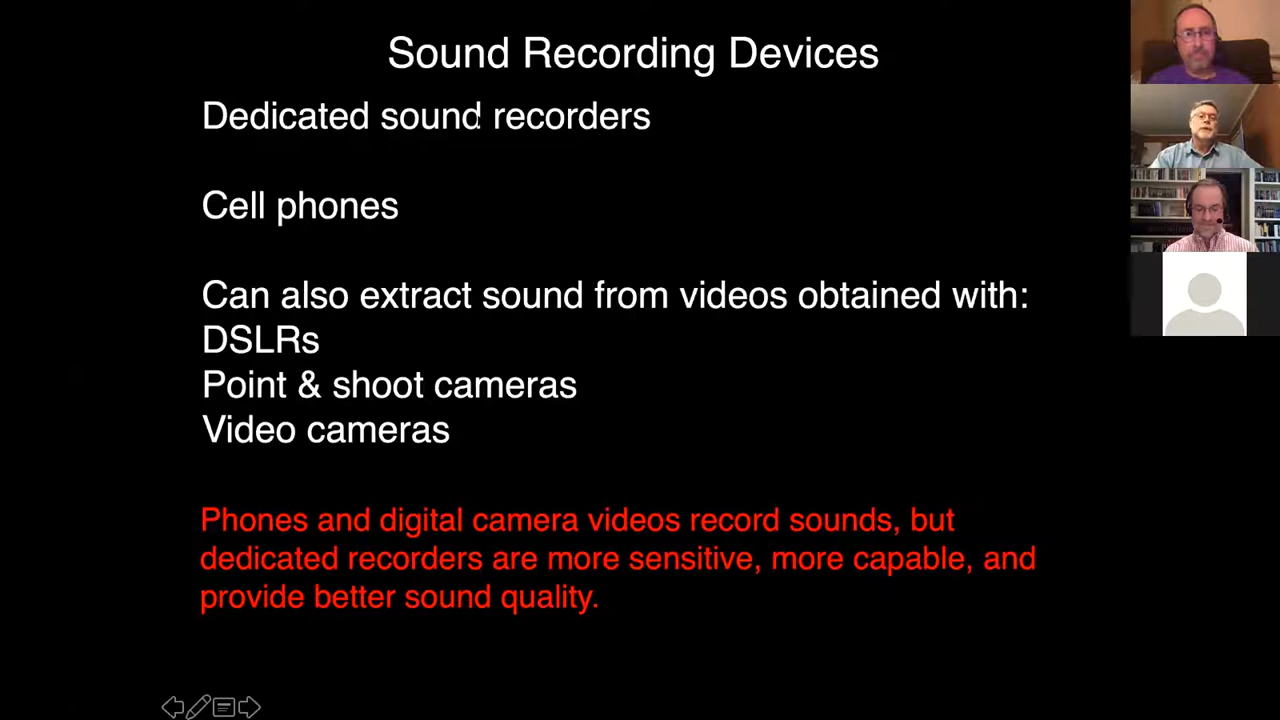 Sound Recording Devices
Dedicated sound recorders
Cell phones
Can also extract sound from videos obtained with:
DSLRs
Point & shoot cameras
Video cameras
Phones and digital camera videos record sounds, but
dedicated recorders are more sensitive, more capable, and
provide better sound quality.